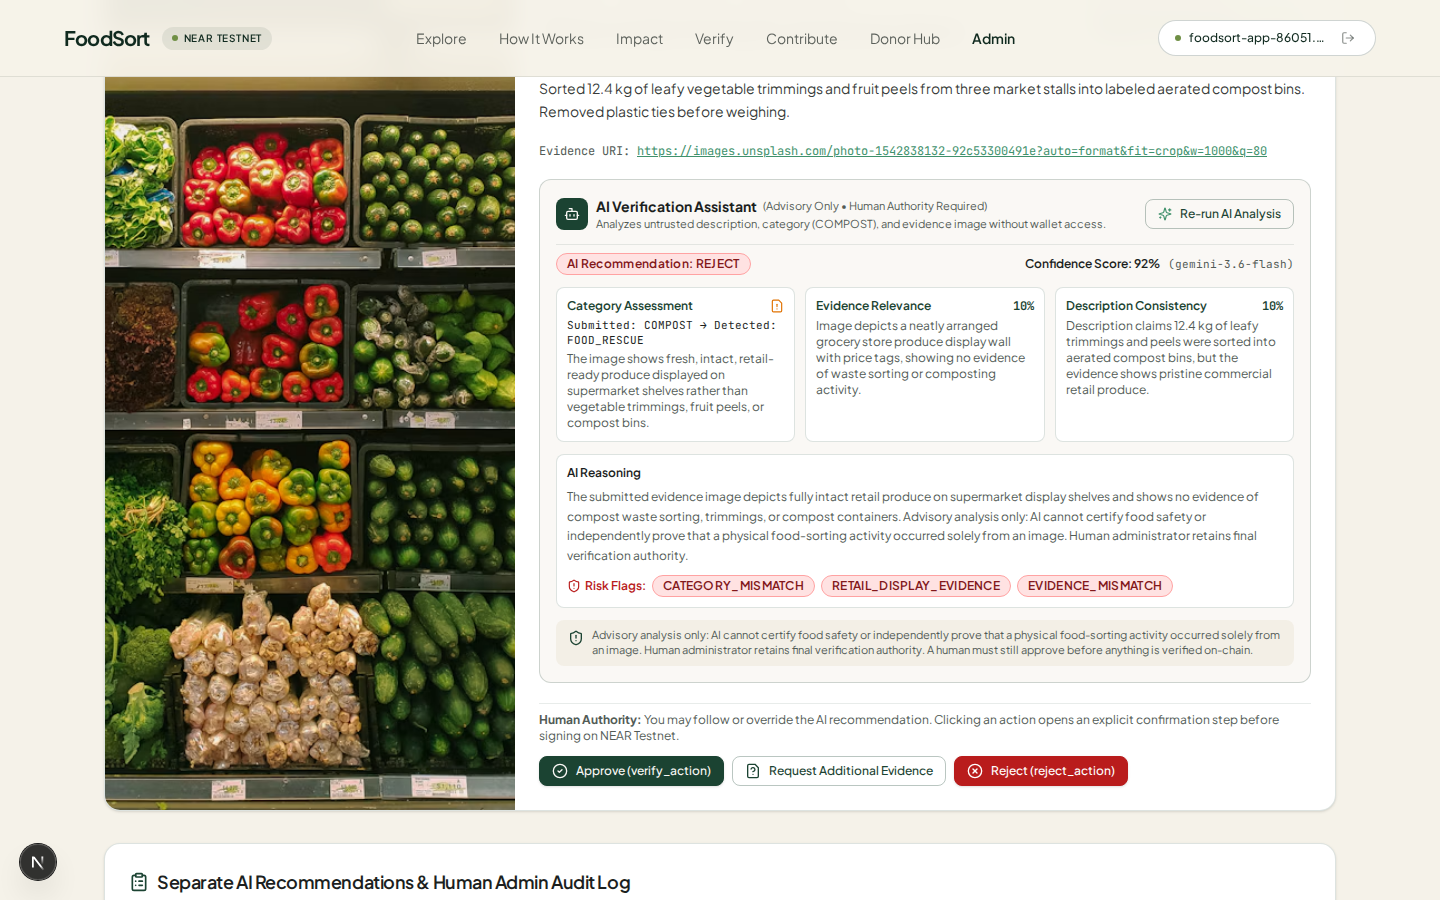 FoodSort
NEAR TESTNET
Explore
How It Works
Impact
Verify
Contribute
Donor Hub
Admin
foodsort-app-86051....
Sorted 12.4 kg of leafy vegetable trimmings and fruit peels from three market stalls into labeled aerated compost bins.
Removed plastic ties before weighing.
Evidence URI: https://images.unsplash.com/photo-1542838132-92c53300491e?auto=format&fit=crop&w=1000&q=80
AI Verification Assistant (Advisory Only • Human Authority Required)
Analyzes untrusted description, category (COMPOST), and evidence image without wallet access.
Re-run AI Analysis
AI Recommendation: REJECT
Confidence Score: 92% (gemini-3.6-flash)
Category Assessment
Submitted: COMPOST → Detected:
FOOD_RESCUE
The image shows fresh, intact, retail-
ready produce displayed on
supermarket shelves rather than
vegetable trimmings, fruit peels, or
compost bins.
Evidence Relevance 10%
Image depicts a neatly arranged
grocery store produce display wall
with price tags, showing no evidence
of waste sorting or composting
activity.
Description Consistency 10%
Description claims 12.4 kg of leafy
trimmings and peels were sorted into
aerated compost bins, but the
evidence shows pristine commercial
retail produce.
AI Reasoning
The submitted evidence image depicts fully intact retail produce on supermarket display shelves and shows no evidence of
compost waste sorting, trimmings, or compost containers. Advisory analysis only: AI cannot certify food safety or
independently prove that a physical food-sorting activity occurred solely from an image. Human administrator retains final
verification authority.
Risk Flags: CATEGORY_MISMATCH RETAIL_DISPLAY_EVIDENCE EVIDENCE_MISMATCH
Advisory analysis only: AI cannot certify food safety or independently prove that a physical food-sorting activity occurred solely from
an image. Human administrator retains final verification authority. A human must still approve before anything is verified on-chain.
Human Authority: You may follow or override the AI recommendation. Clicking an action opens an explicit confirmation step before
signing on NEAR Testnet.
Approve (verify_action)
Request Additional Evidence
Reject (reject_action)
N
Separate AI Recommendations & Human Admin Audit Log